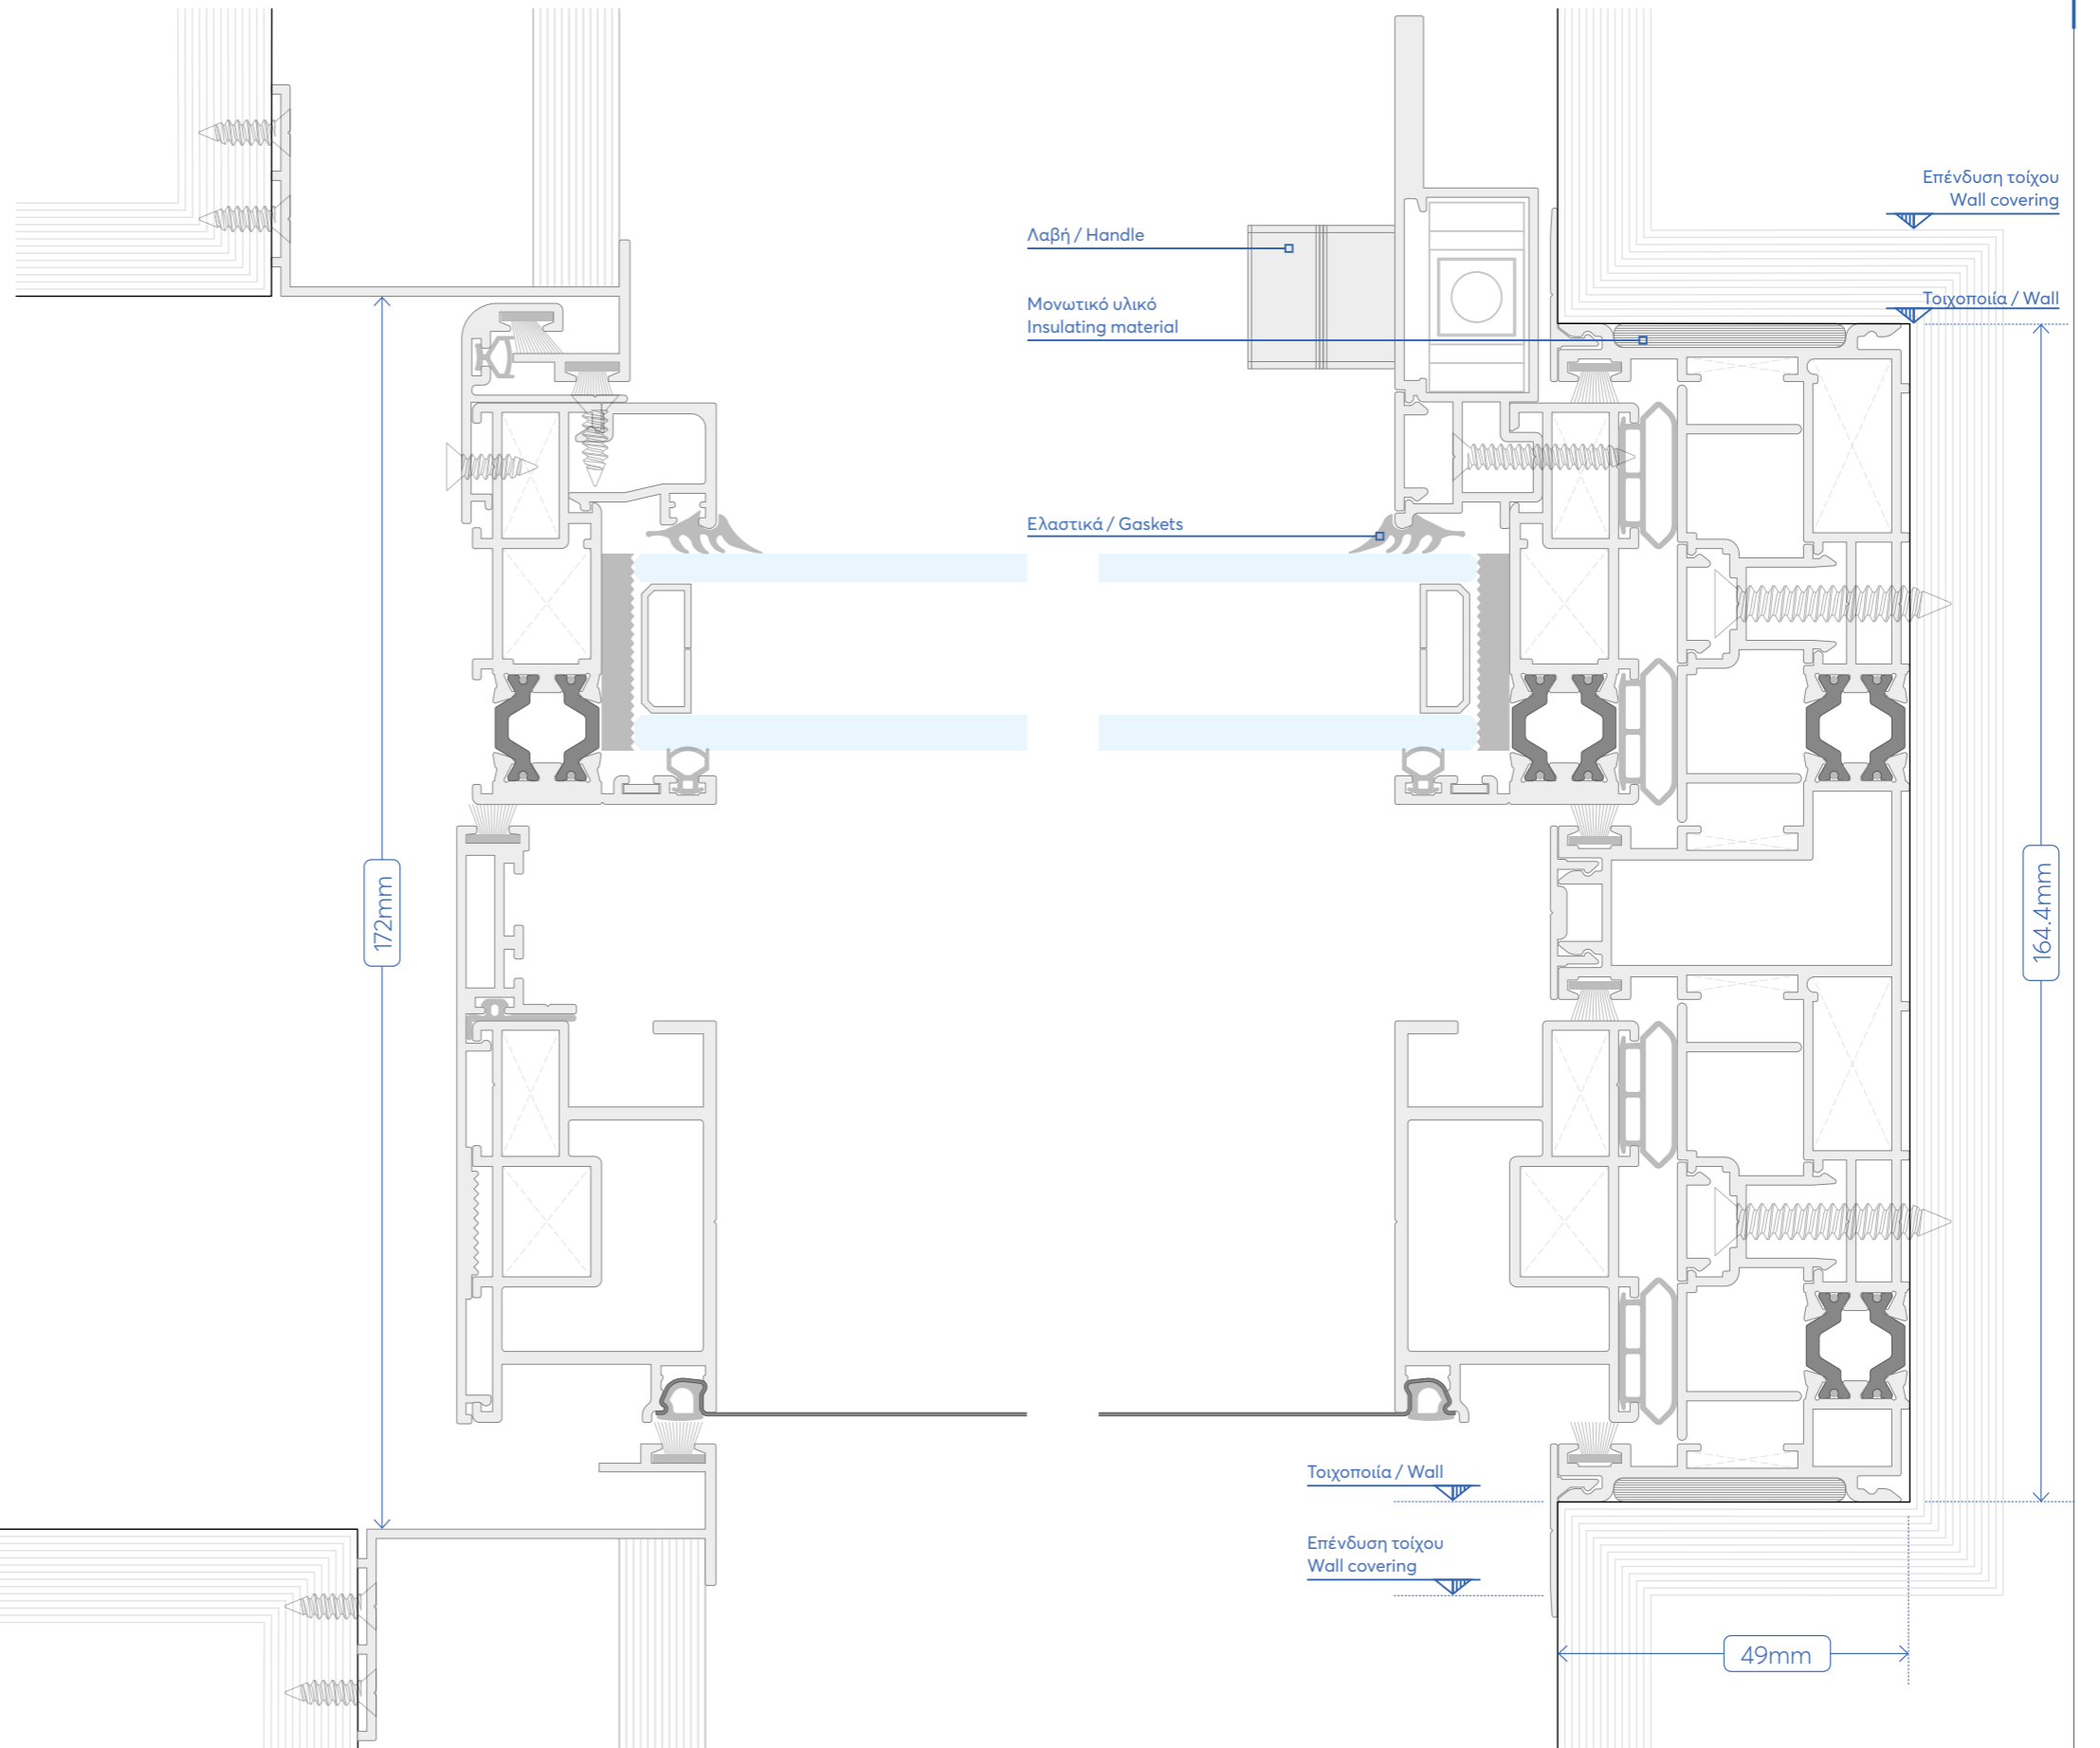 Επένδυση τοίχου
Wall covering
Λαβή / Handle
Μονωτικό υλικό
Insulating material
Τοιχοποιία / Wall
Ελαστικά / Gaskets
172mm
164.4mm
Τοιχοποιία / Wall
Επένδυση τοίχου
Wall covering
49mm